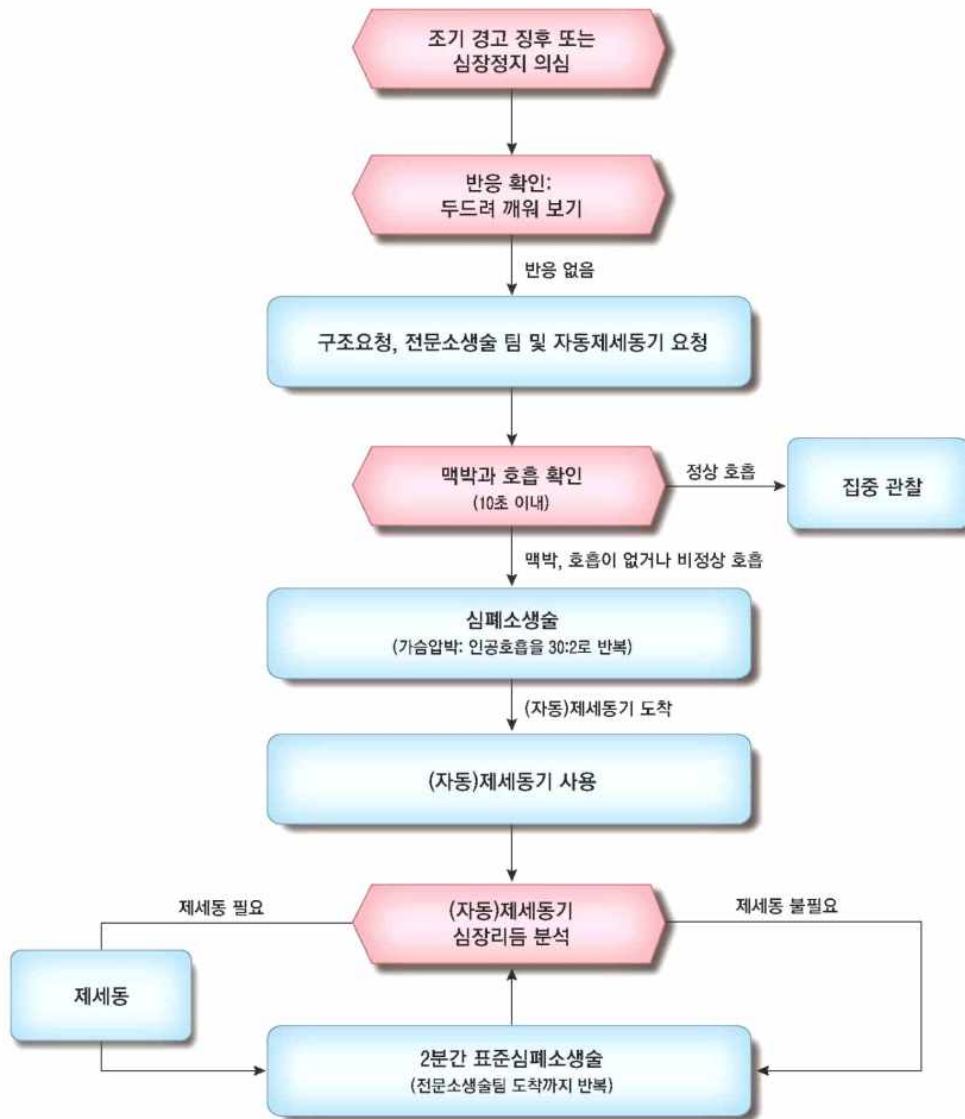 조기 경고 징후 또는
심장정지 의심
반응 확인:
두드려 깨워 보기
반응 없음
구조요청, 전문소생술 팀 및 자동제세동기 요청
맥박과 호흡 확인
(10초 이내)
정상 호흡
집중 관찰
맥박, 호흡이 없거나 비정상 호흡
심폐소생술
(가슴압박: 인공호흡을 30:2로 반복)
(자동)제세동기 도착
(자동)제세동기 사용
제세동 필요
(자동)제세동기
심장리듬 분석
제세동 불필요
제세동
2분간 표준심폐소생술
(전문소생술팀 도착까지 반복)